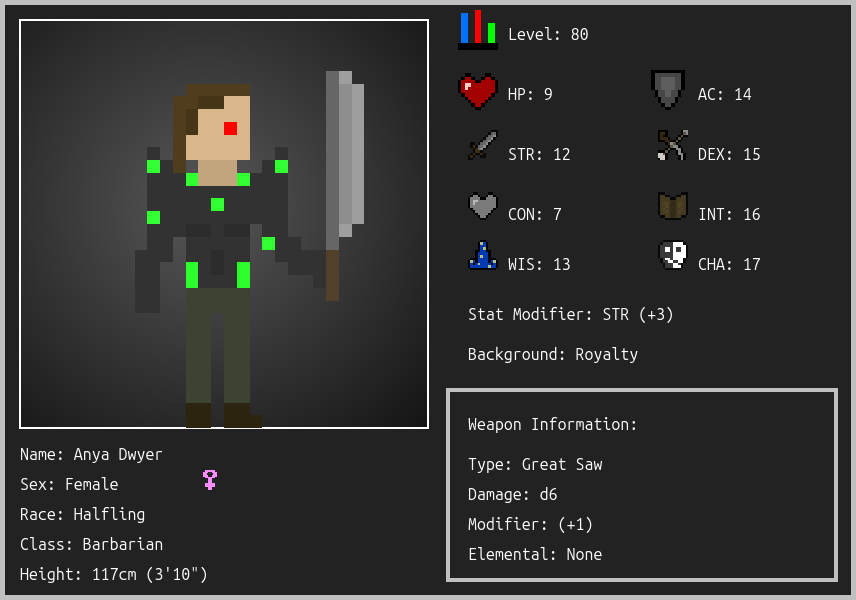 Level: 80
HP: 9
AC: 14
STR: 12
DEX: 15
CON: 7
INT: 16
WIS: 13
CHA: 17
Stat Modifier: STR (+3)
Background: Royalty
Weapon Information:
Type: Great Saw
Damage: d6
Modifier: (+1)
Elemental: None
Name: Anya Dwyer
Sex: Female
Race: Halfling
Class: Barbarian
Height: 117cm (3'10")